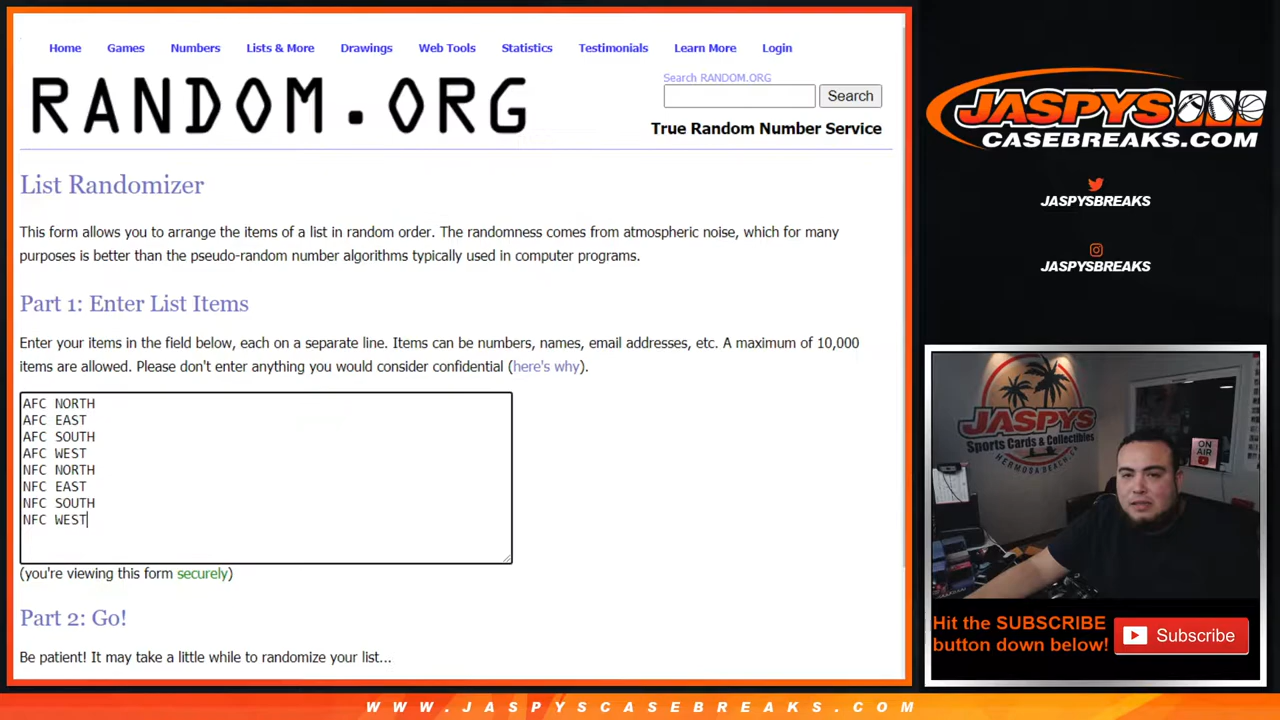 Home Games Numbers Lists & More Drawings Web Tools Statistics Testimonials Learn More Login
RANDOM.ORG
Search RANDOM.ORG
Search
True Random Number Service
List Randomizer
This form allows you to arrange the items of a list in random order. The randomness comes from atmospheric noise, which for many
purposes is better than the pseudo-random number algorithms typically used in computer programs.
Part 1: Enter List Items
Enter your items in the field below, each on a separate line. Items can be numbers, names, email addresses, etc. A maximum of 10,000
items are allowed. Please don't enter anything you would consider confidential (here's why).
AFC NORTH
AFC EAST
AFC SOUTH
AFC WEST
NFC NORTH
NFC EAST
NFC SOUTH
NFC WEST
(you're viewing this form securely)
Part 2: Go!
Be patient! It may take a little while to randomize your list...
JASPYS
CASEBREAKS.COM
JASPYSBREAKS
JASPYSBREAKS
JASPYS
Sports Cards & Collectibles
HERMOSA BEACH, CA
ON
AIR
Hit the SUBSCRIBE
button down below!
Subscribe
WWW.JASPYSCASEBREAKS.COM